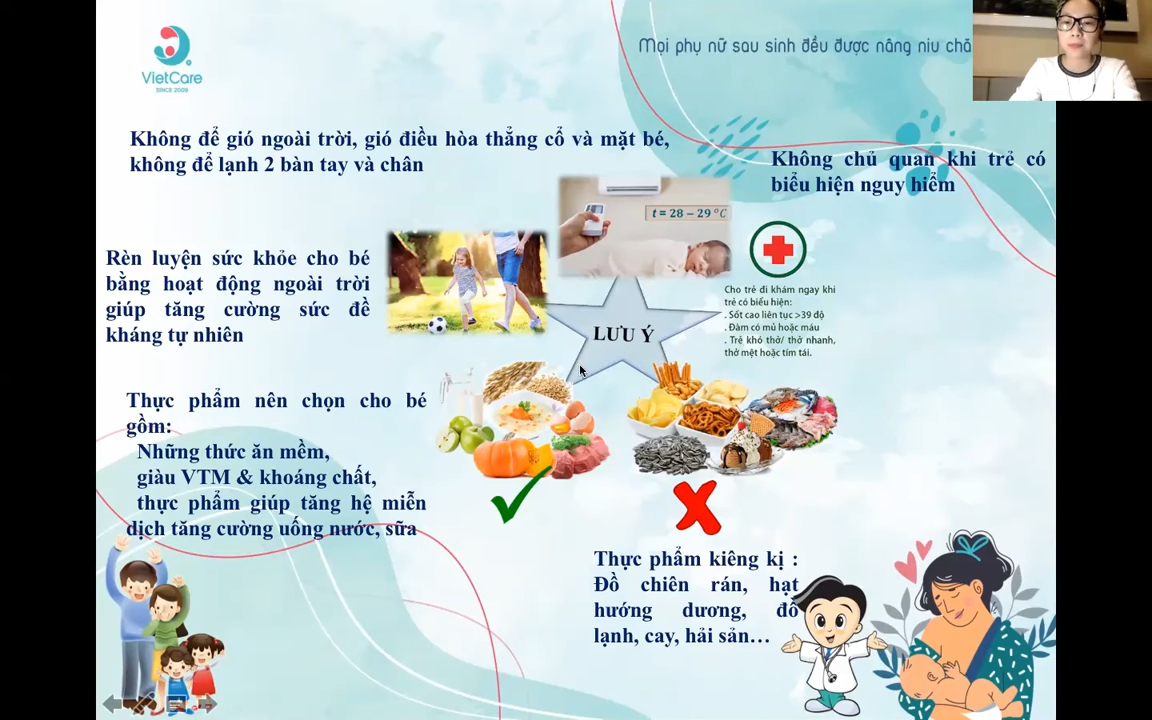 VietCare
SINCE 2009
Mọi phụ nữ sau sinh đều được nâng niu chă
Không để gió ngoài trời, gió điều hòa thẳng cổ và mặt bé,
không để lạnh 2 bàn tay và chân
Không chủ quan khi trẻ có
biểu hiện nguy hiểm
t = 28 – 29 °C
Rèn luyện sức khỏe cho bé
bằng hoạt động ngoài trời
giúp tăng cường sức đề
kháng tự nhiên
Cho trẻ đi khám ngay khi
trẻ có biểu hiện:
. Sốt cao liên tục >39 độ
. Đàm có mủ hoặc máu
. Trẻ khó thở/ thở nhanh,
thở mệt hoặc tím tái.
LƯU Ý
Thực phẩm nên chọn cho bé
gồm:
Những thức ăn mềm,
giàu VTM & khoáng chất,
thực phẩm giúp tăng hệ miễn
dịch tăng cường uống nước, sữa
Thực phẩm kiêng kị :
Đồ chiên rán, hạt
hướng dương, đồ
lạnh, cay, hải sản…